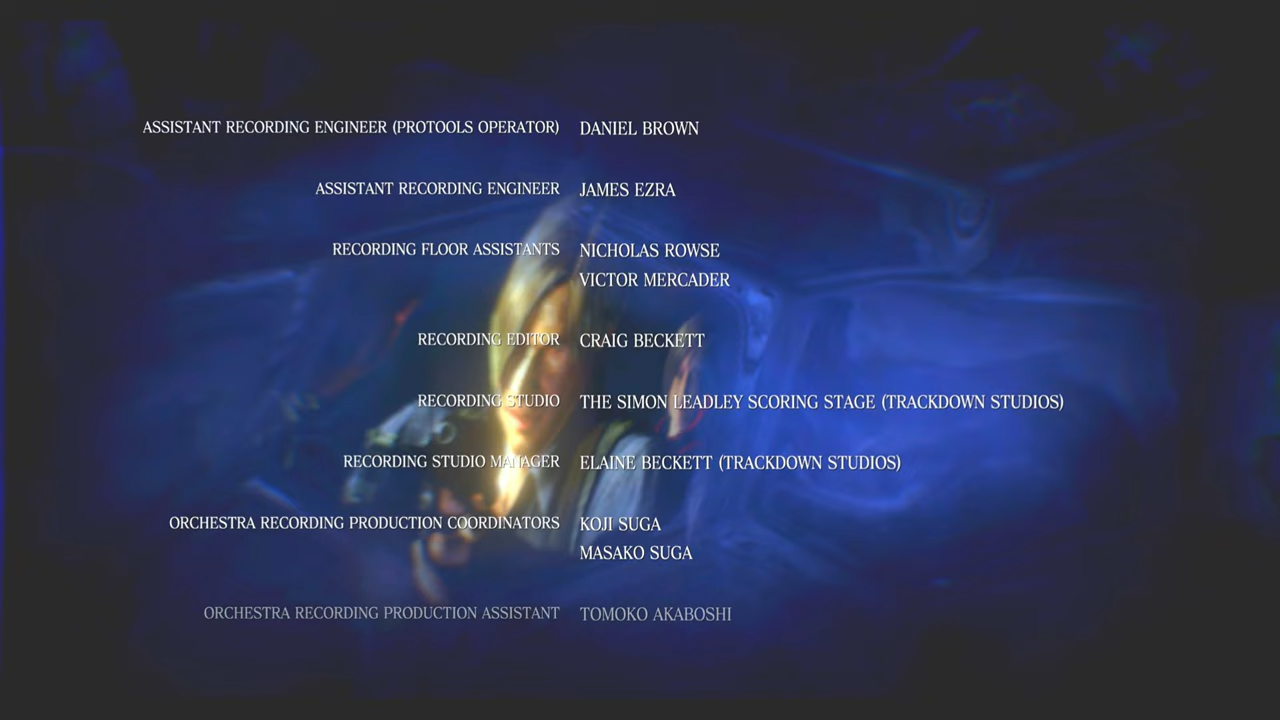 ASSISTANT RECORDING ENGINEER (PROTOOLS OPERATOR) DANIEL BROWN
ASSISTANT RECORDING ENGINEER JAMES EZRA
RECORDING FLOOR ASSISTANTS NICHOLAS ROWSE
VICTOR MERCADER
RECORDING EDITOR CRAIG BECKETT
RECORDING STUDIO THE SIMON LEADLEY SCORING STAGE (TRACKDOWN STUDIOS)
RECORDING STUDIO MANAGER ELAINE BECKETT (TRACKDOWN STUDIOS)
ORCHESTRA RECORDING PRODUCTION COORDINATORS KOJI SUGA
MASAKO SUGA
ORCHESTRA RECORDING PRODUCTION ASSISTANT TOMOKO AKABOSHI